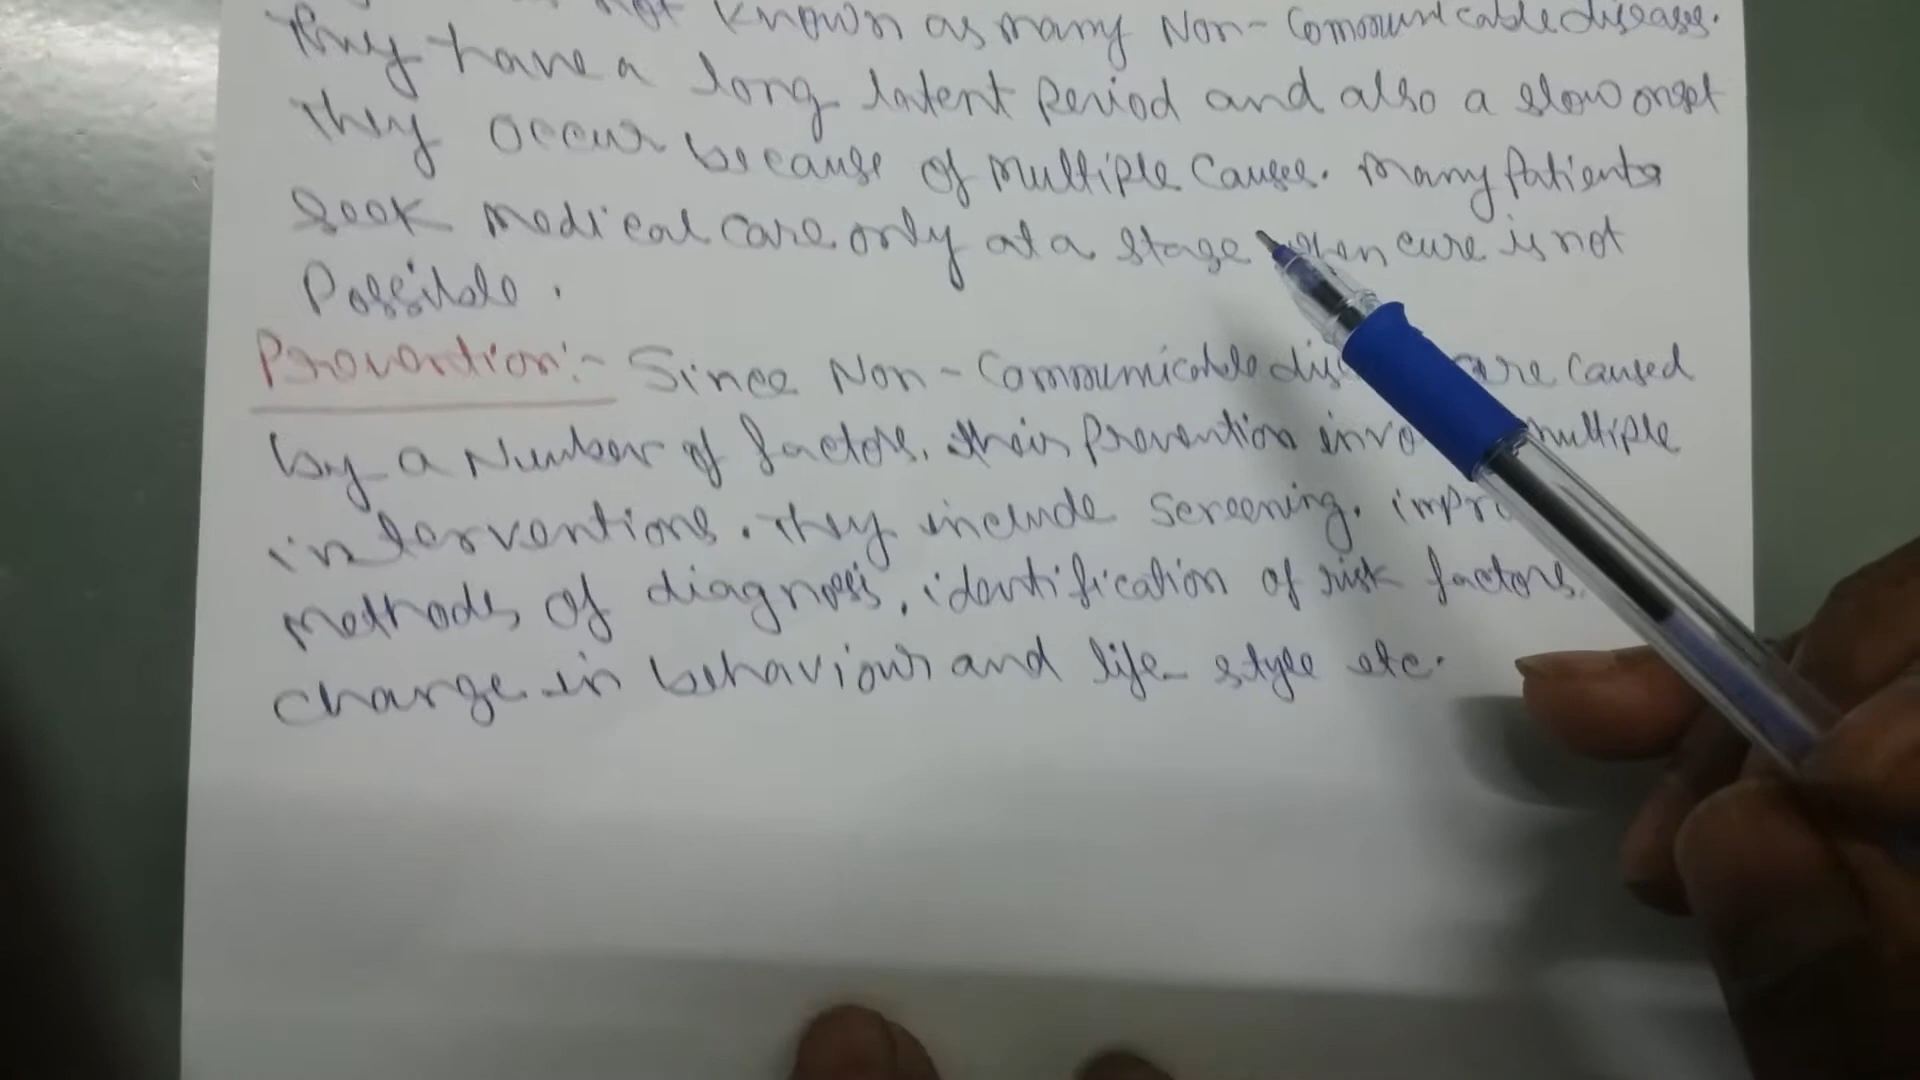 not known as many Non-Communicable diseases.
They have a long latent Period and also a slow onset
They occur because of Multiple Causes. Many Patients
Seek Medical Care only at a Stage when cure is not
Possible.
Prevention:- Since Non-Communicable are Caused
by a Number of factors, their Prevention multiple
interventions. They include Screening, 
Methods of diagnosis, identification of risk factors,
Change in behaviour and life-style etc.